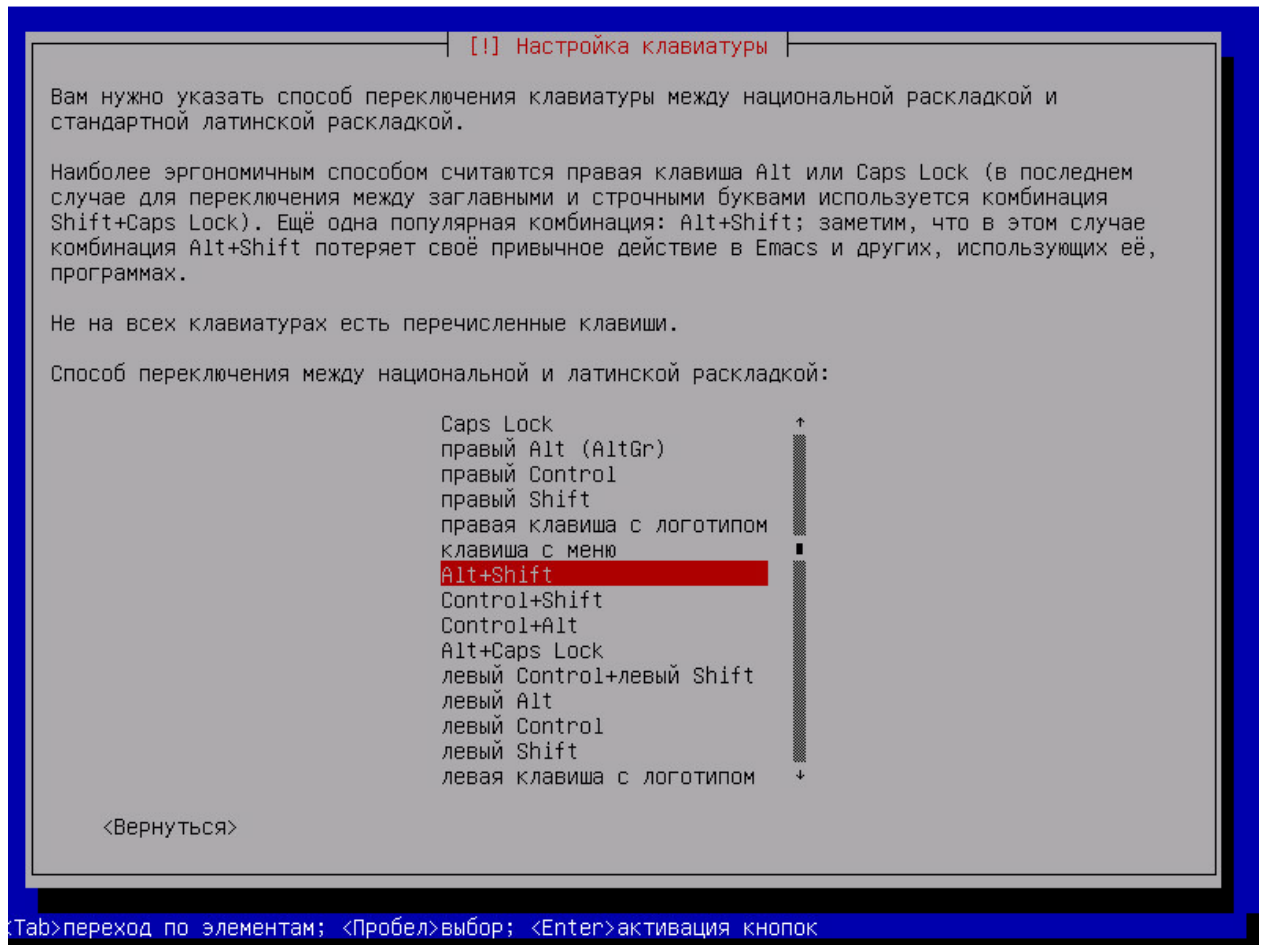 [!] Настройка клавиатуры
Вам нужно указать способ переключения клавиатуры между национальной раскладкой и
стандартной латинской раскладкой.
Наиболее эргономичным способом считаются правая клавиша Alt или Caps Lock (в последнем
случае для переключения между заглавными и строчными буквами используется комбинация
Shift+Caps Lock). Ещё одна популярная комбинация: Alt+Shift; заметим, что в этом случае
комбинация Alt+Shift потеряет своё привычное действие в Emacs и других, использующих её,
программах.
Не на всех клавиатурах есть перечисленные клавиши.
Способ переключения между национальной и латинской раскладкой:
Caps Lock
правый Alt (AltGr)
правый Control
правый Shift
правая клавиша с логотипом
клавиша с меню
Alt+Shift
Control+Shift
Control+Alt
Alt+Caps Lock
левый Control+левый Shift
левый Alt
левый Control
левый Shift
левая клавиша с логотипом
<Вернуться>
<Tab>переход по элементам; <Пробел>выбор; <Enter>активация кнопок